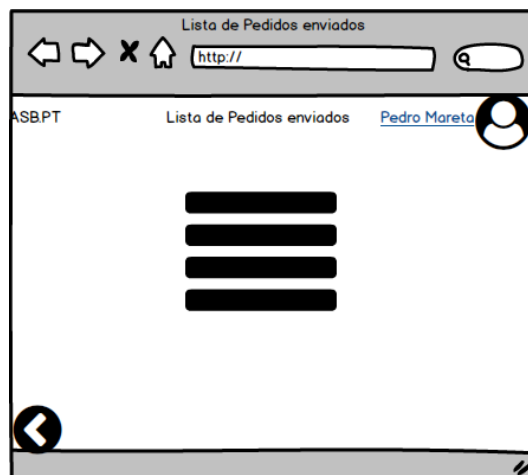 Lista de Pedidos enviados
http://
ASB.PT Lista de Pedidos enviados Pedro Mareta